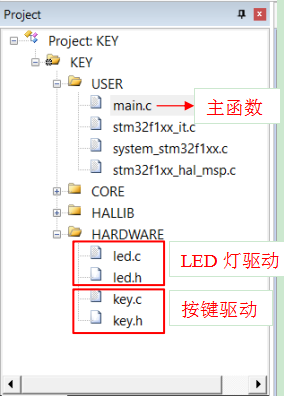 Project
Project: KEY
KEY
USER
main.c
主函数
stm32f1xx_it.c
system_stm32f1xx.c
stm32f1xx_hal_msp.c
CORE
HALLIB
HARDWARE
led.c
LED 灯驱动
led.h
key.c
按键驱动
key.h